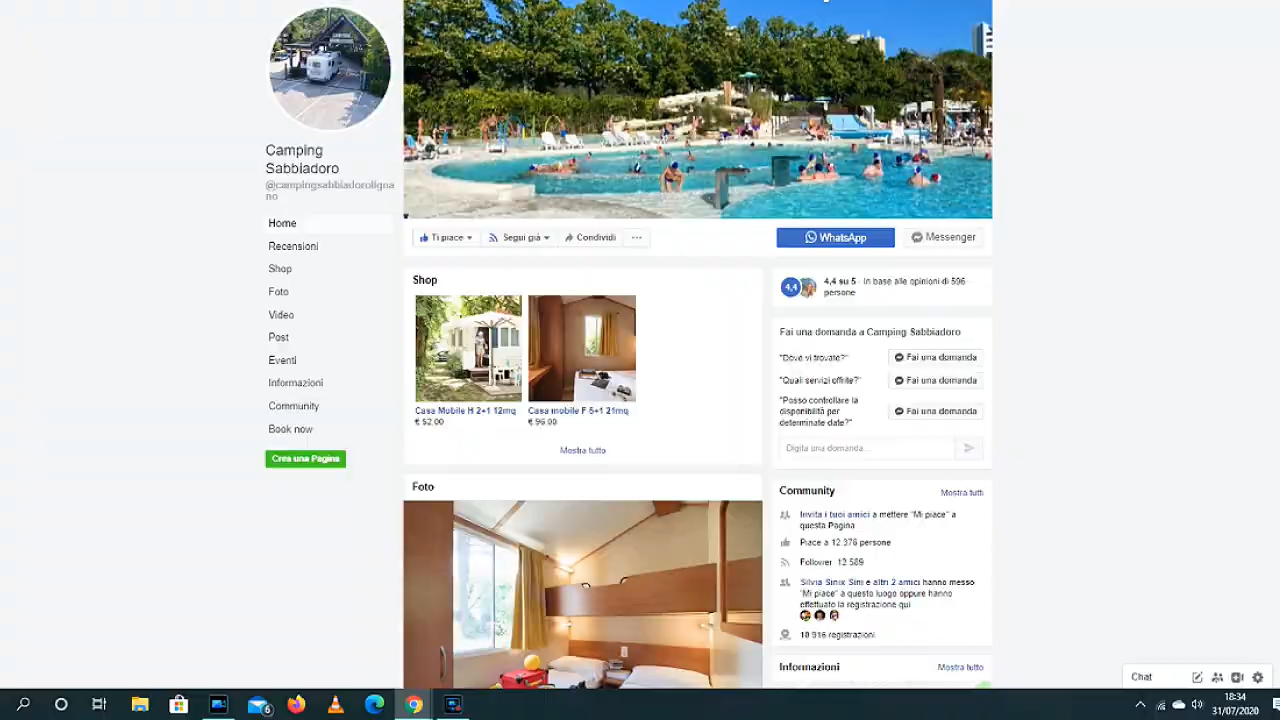 Camping
Sabbiadoro
@campingsabbiadoroligna
no
Home
Recensioni
Shop
Foto
Video
Post
Eventi
Informazioni
Community
Book now
Crea una Pagina
Ti piace
Segui già
Condividi
...
WhatsApp
Messenger
Shop
Casa Mobile H 2+1 12mq
€ 52,00
Casa mobile F 5+1 21mq
€ 96,00
Mostra tutto
Foto
4,4
4,4 su 5 · In base alle opinioni di 596
persone
Fai una domanda a Camping Sabbiadoro
"Dove vi trovate?"
Fai una domanda
"Quali servizi offrite?"
Fai una domanda
"Posso controllare la
disponibilità per
determinate date?"
Fai una domanda
Digita una domanda...
Community
Mostra tutti
Invita i tuoi amici a mettere "Mi piace" a
questa Pagina
Piace a 12.376 persone
Follower: 12.589
Silvia Sinix Sini e altri 2 amici hanno messo
"Mi piace" a questo luogo oppure hanno
effettuato la registrazione qui
10.916 registrazioni
Informazioni
Mostra tutto
Chat
6
18:34
31/07/2020